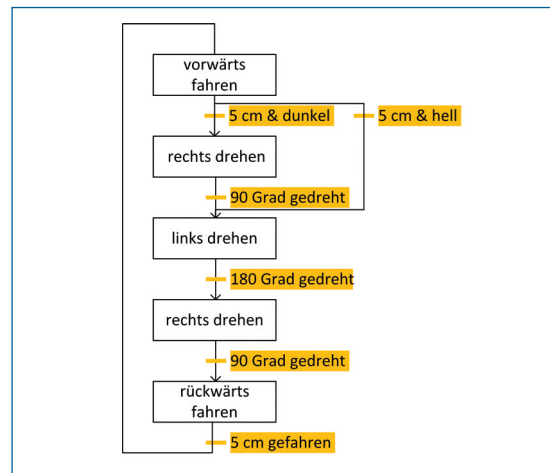 vorwärts
fahren
5 cm & dunkel
5 cm & hell
rechts drehen
90 Grad gedreht
links drehen
180 Grad gedreht
rechts drehen
90 Grad gedreht
rückwärts
fahren
5 cm gefahren